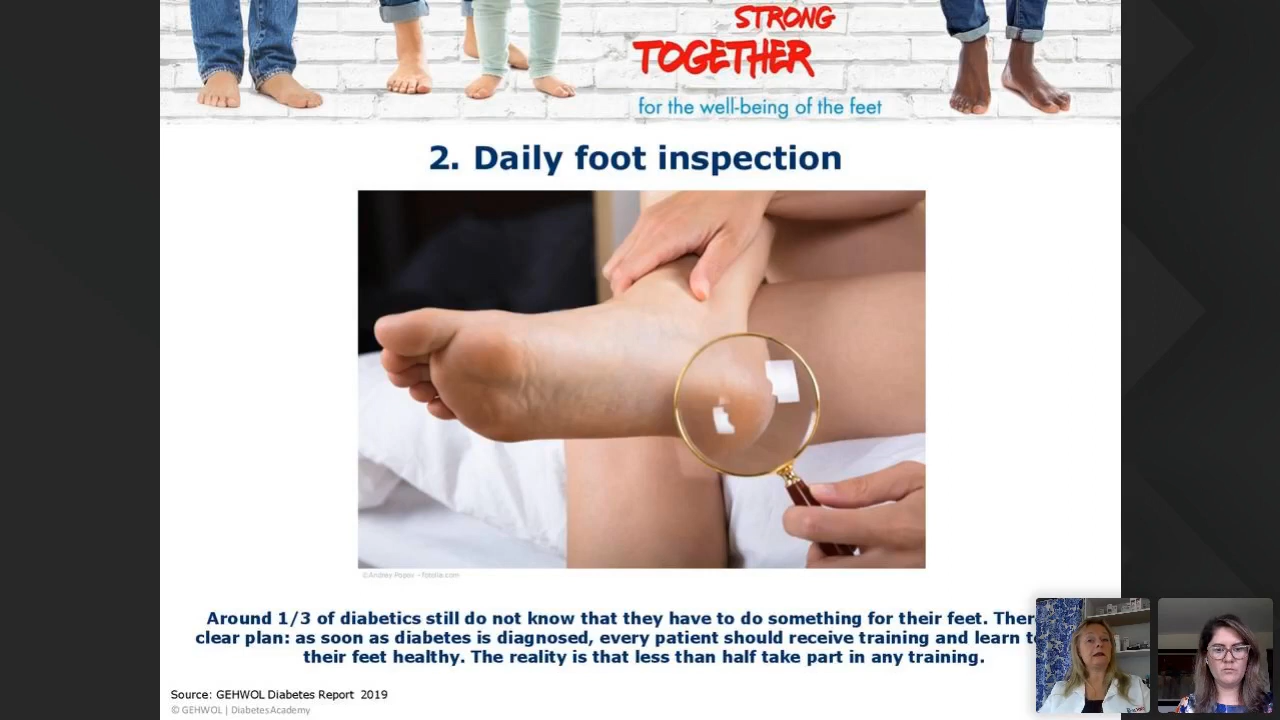 STRONG
TOGETHER
for the well-being of the feet
2. Daily foot inspection
©Andrey Popov - fotolia.com
Around 1/3 of diabetics still do not know that they have to do something for their feet. Ther
clear plan: as soon as diabetes is diagnosed, every patient should receive training and learn t
their feet healthy. The reality is that less than half take part in any training.
Source: GEHWOL Diabetes Report 2019
© GEHWOL | DiabetesAcademy